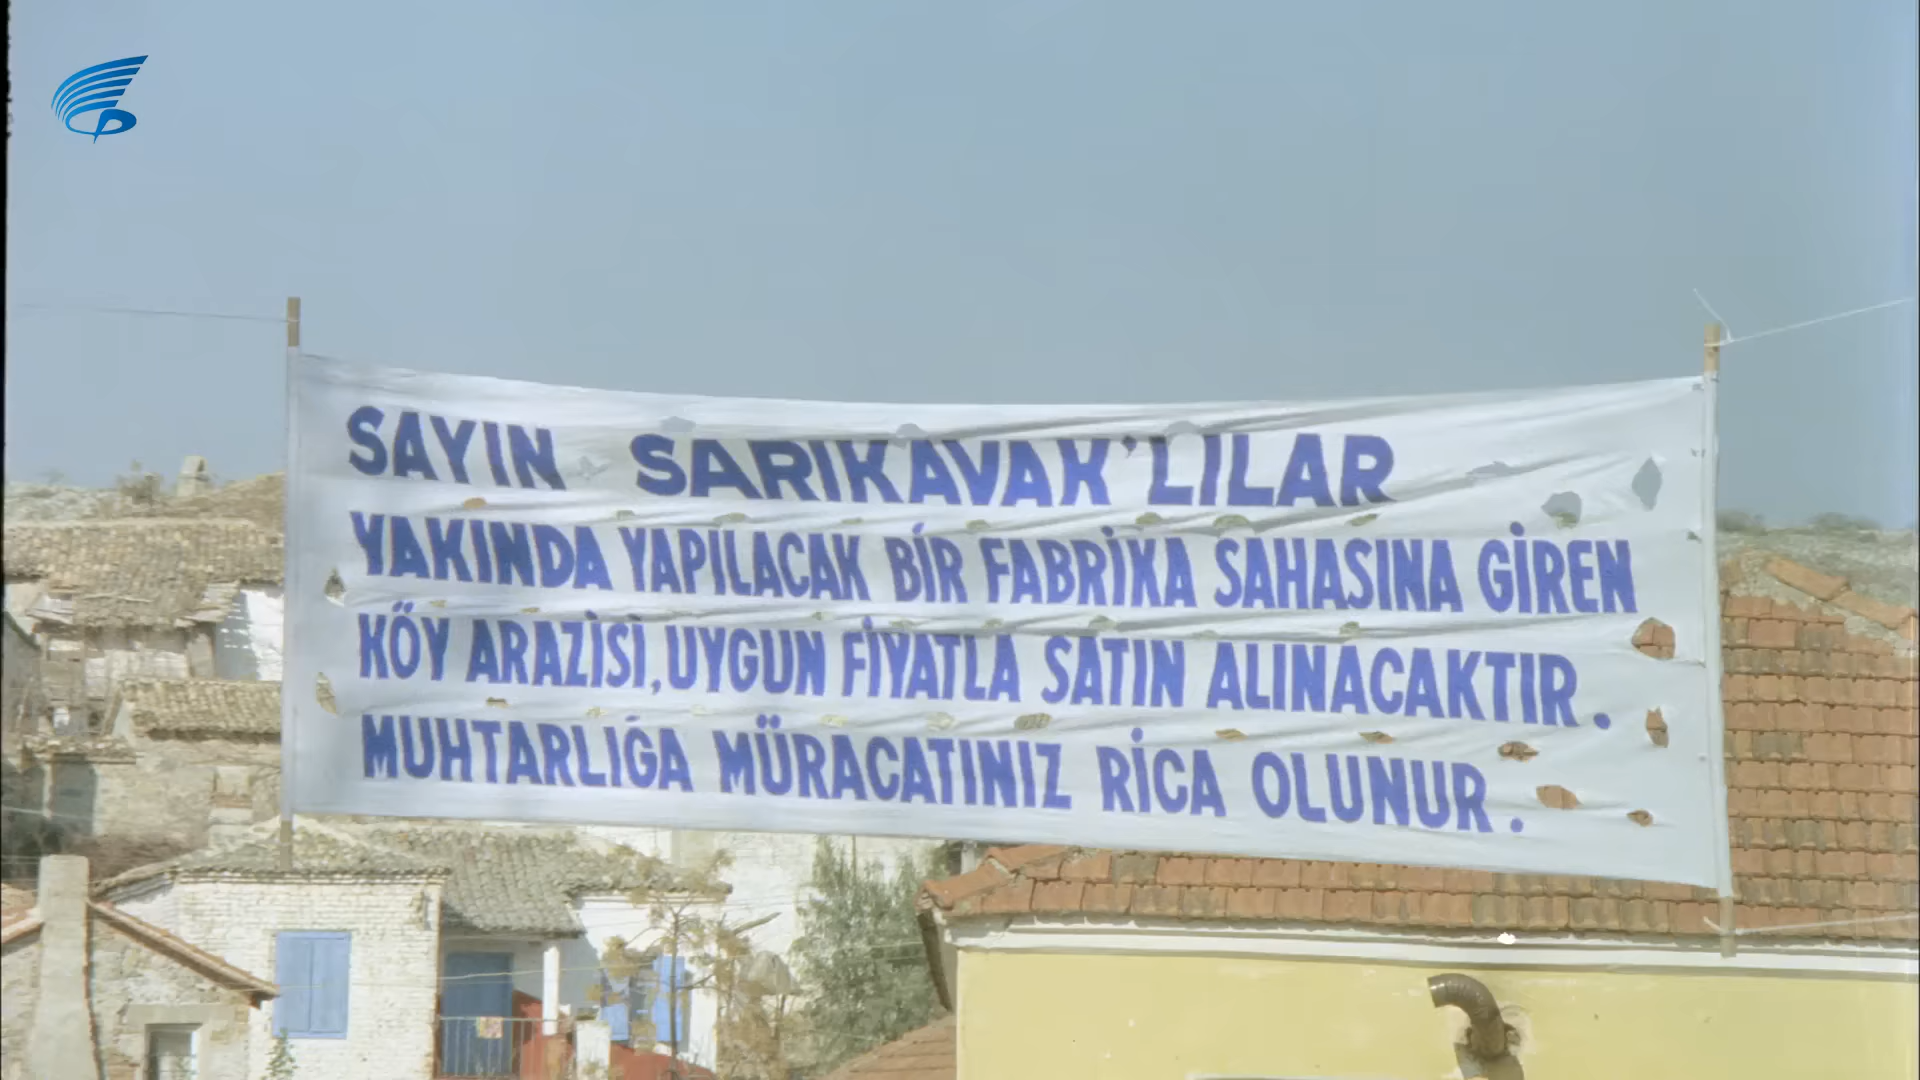 SAYIN SARIKAVAK'LILAR
YAKINDA YAPILACAK BİR FABRİKA SAHASINA GİREN
KÖY ARAZİSİ,UYGUN FİYATLA SATIN ALINACAKTIR.
MUHTARLIĞA MÜRACATINIZ RİCA OLUNUR.